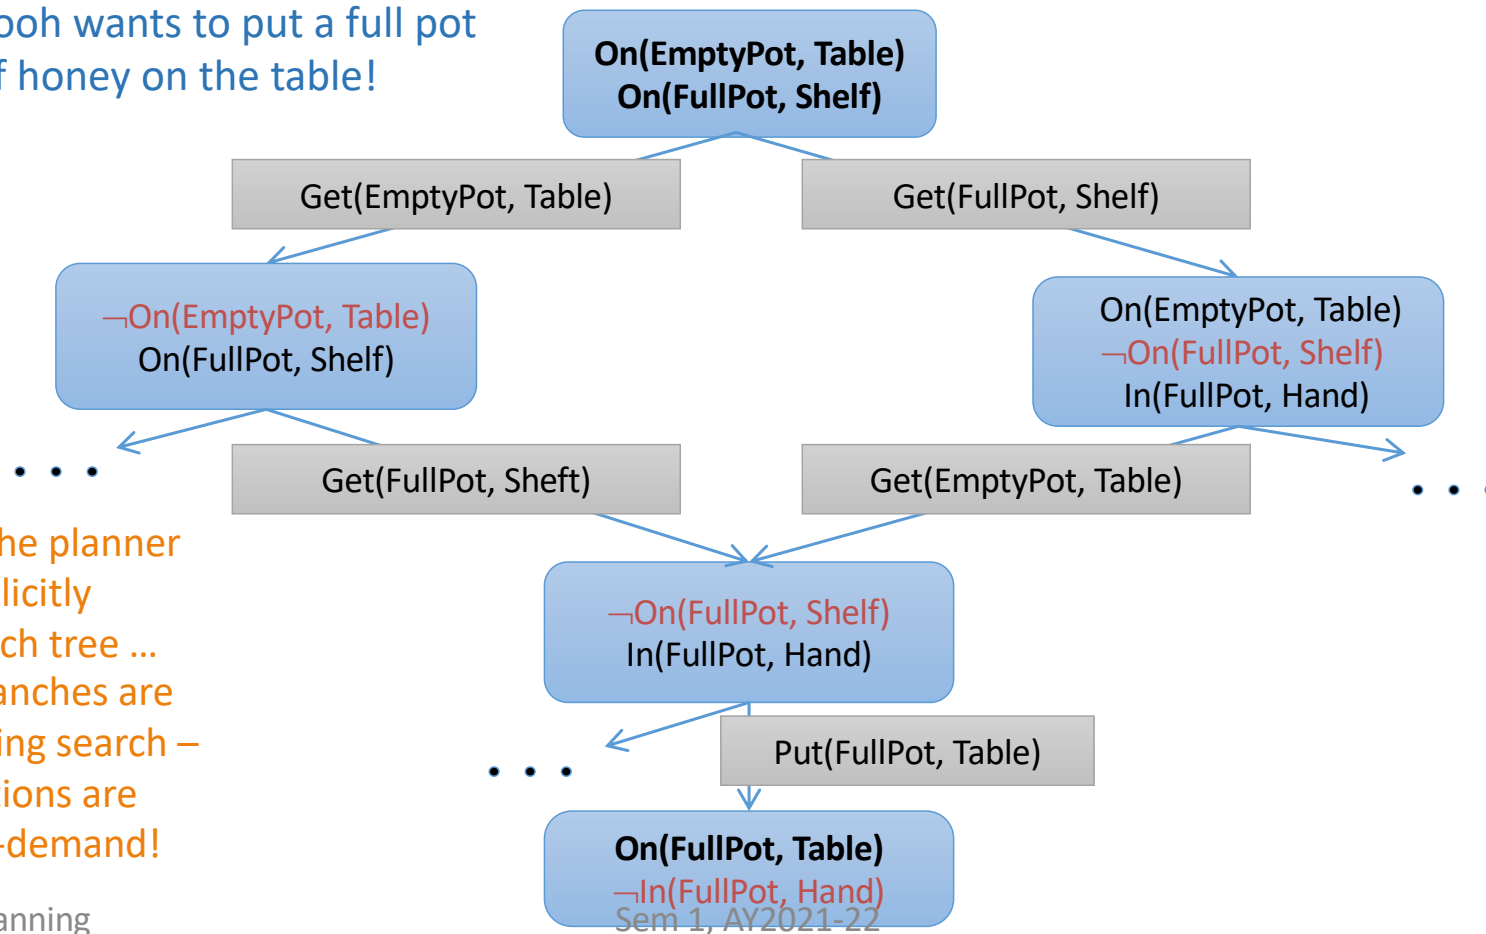 ooh wants to put a full pot
f honey on the table!
On(EmptyPot, Table)
On(FullPot, Shelf)
Get(EmptyPot, Table)
Get(FullPot, Shelf)
¬On(EmptyPot, Table)
On(FullPot, Shelf)
On(EmptyPot, Table)
¬On(FullPot, Shelf)
In(FullPot, Hand)
. . .
Get(FullPot, Sheft)
Get(EmptyPot, Table)
. . .
he planner
licitly
ch tree …
anches are
ing search –
tions are
-demand!
¬On(FullPot, Shelf)
In(FullPot, Hand)
. . .
Put(FullPot, Table)
On(FullPot, Table)
¬In(FullPot, Hand)
anning
Sem 1, AY2021-22